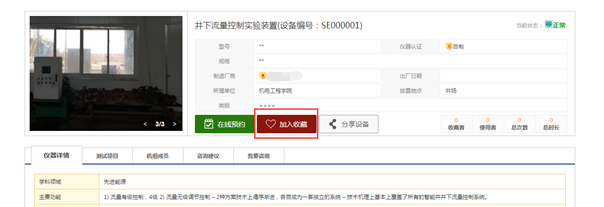 井下流量控制实验装置(设备编号：SE000001)
当前状态： 正常
型号 ** 仪器认证 自制
规格 **
制造厂商 出厂日期
所属单位 机电工程学院 放置地点 井场
类别 >>>>
在线预约 加入收藏 分享设备
0 0 0 0
收藏者 使用者 总次数 总时长
< 3/3 >
仪器详情 测试项目 机组成员 咨询建议 我要咨询
学科领域 先进能源
主要功能 1) 流量有级控制，4级 2) 流量无级调节控制 – 2种方案技术上循序渐进，各自成为一套独立的系统 – 技术机理上基本上覆盖了所有的智能井井下流量控制系统。